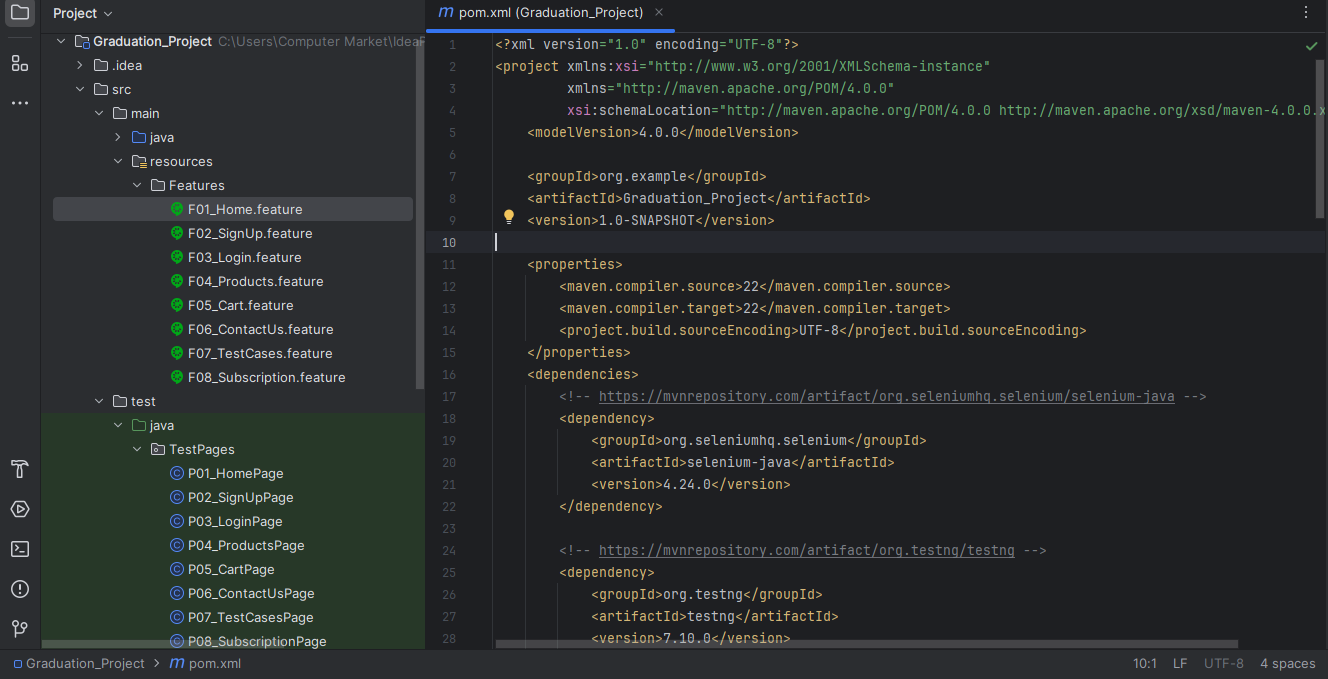 Project
Graduation_Project C:\Users\Computer Market\IdeaP
.idea
src
main
java
resources
Features
F01_Home.feature
F02_SignUp.feature
F03_Login.feature
F04_Products.feature
F05_Cart.feature
F06_ContactUs.feature
F07_TestCases.feature
F08_Subscription.feature
test
java
TestPages
P01_HomePage
P02_SignUpPage
P03_LoginPage
P04_ProductsPage
P05_CartPage
P06_ContactUsPage
P07_TestCasesPage
P08_SubscriptionPage
m pom.xml (Graduation_Project)
1 <?xml version="1.0" encoding="UTF-8"?>
2 <project xmlns:xsi="http://www.w3.org/2001/XMLSchema-instance"
3 xmlns="http://maven.apache.org/POM/4.0.0"
4 xsi:schemaLocation="http://maven.apache.org/POM/4.0.0 http://maven.apache.org/xsd/maven-4.0.0.x
5 <modelVersion>4.0.0</modelVersion>
6
7 <groupId>org.example</groupId>
8 <artifactId>Graduation_Project</artifactId>
9 <version>1.0-SNAPSHOT</version>
10
11 <properties>
12 <maven.compiler.source>22</maven.compiler.source>
13 <maven.compiler.target>22</maven.compiler.target>
14 <project.build.sourceEncoding>UTF-8</project.build.sourceEncoding>
15 </properties>
16 <dependencies>
17 <!-- https://mvnrepository.com/artifact/org.seleniumhq.selenium/selenium-java -->
18 <dependency>
19 <groupId>org.seleniumhq.selenium</groupId>
20 <artifactId>selenium-java</artifactId>
21 <version>4.24.0</version>
22 </dependency>
23
24 <!-- https://mvnrepository.com/artifact/org.testng/testng -->
25 <dependency>
26 <groupId>org.testng</groupId>
27 <artifactId>testng</artifactId>
28 <version>7.10.0</version>
Graduation_Project > m pom.xml
10:1 LF UTF-8 4 spaces